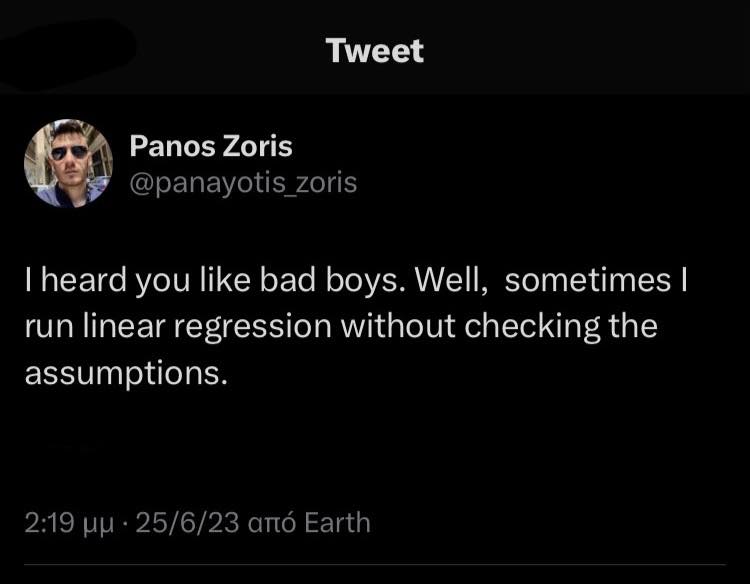 Tweet
Panos Zoris
@panayotis_zoris
I heard you like bad boys. Well,  sometimes I
run linear regression without checking the
assumptions.
2:19 μμ · 25/6/23 από Earth